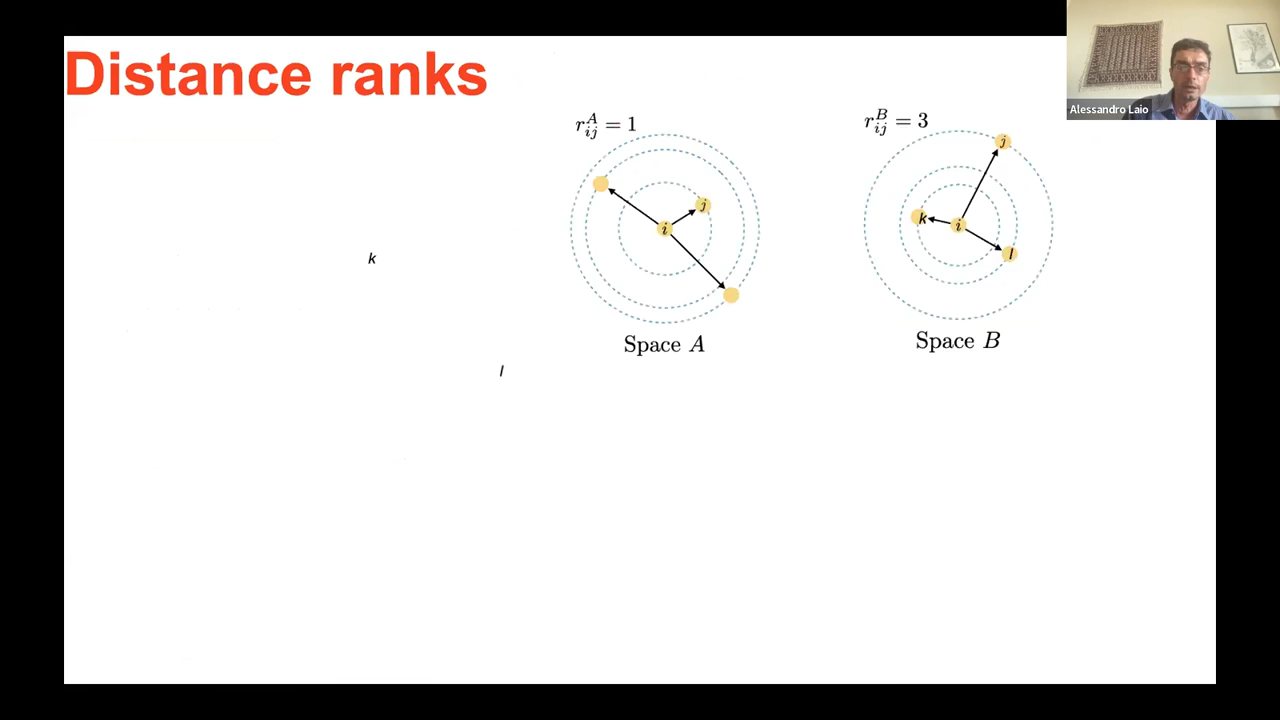 Distance ranks
Alessandro Laio
r_{ij}^{A} = 1
r_{ij}^{B} = 3
j
i
j
k
i
l
k
Space A
Space B
l